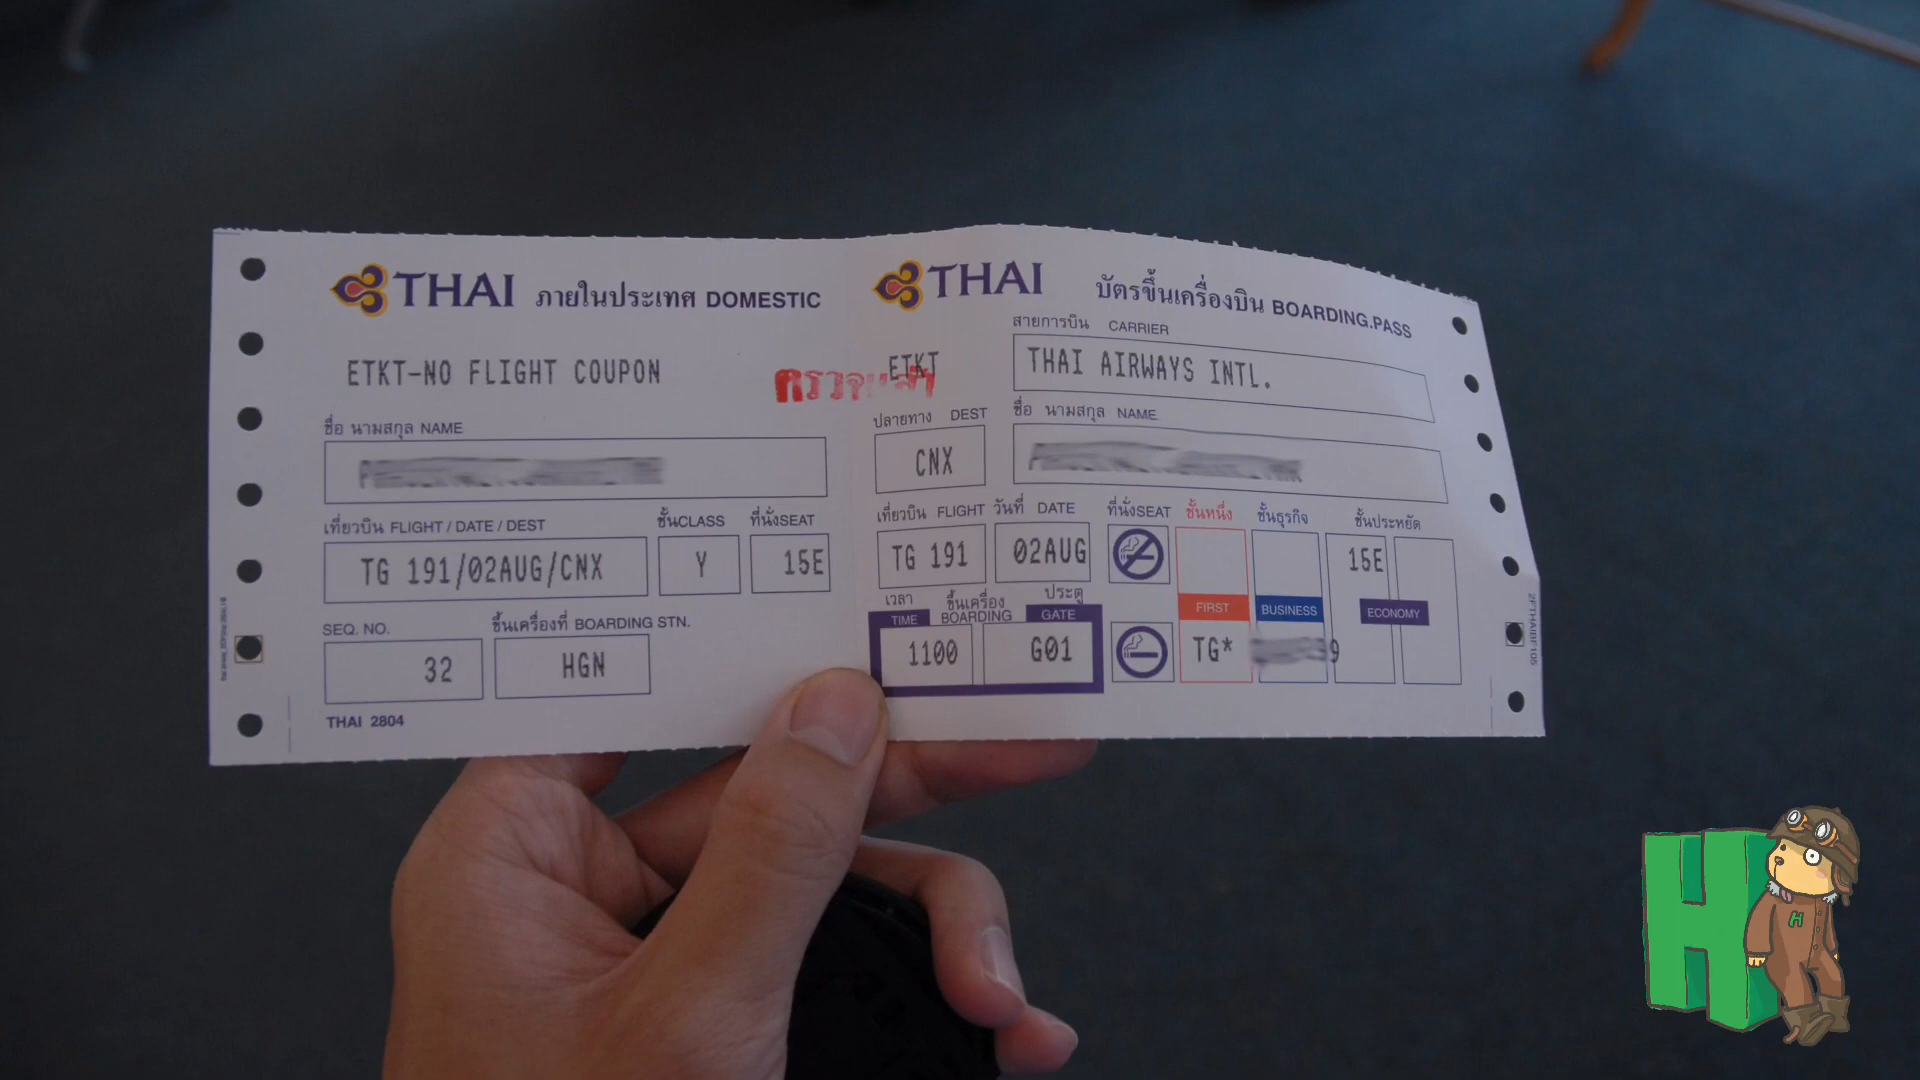 THAI ภายในประเทศ DOMESTIC
ETKT-NO FLIGHT COUPON
ชื่อ นามสกุล NAME
เที่ยวบิน FLIGHT / DATE / DEST ชั้นCLASS ที่นั่งSEAT
TG 191/02AUG/CNX Y 15E
SEQ. NO. ขึ้นเครื่องที่ BOARDING STN.
32 HGN
THAI 2804
THAI บัตรขึ้นเครื่องบิน BOARDING.PASS
สายการบิน CARRIER
ETKT THAI AIRWAYS INTL.
ปลายทาง DEST ชื่อ นามสกุล NAME
CNX
เที่ยวบิน FLIGHT วันที่ DATE ที่นั่งSEAT ชั้นหนึ่ง ชั้นธุรกิจ ชั้นประหยัด
TG 191 02AUG 15E
เวลา ขึ้นเครื่อง ประตู
TIME BOARDING GATE FIRST BUSINESS ECONOMY
1100 G01 TG* 9
2FTHAIBF105
H
H